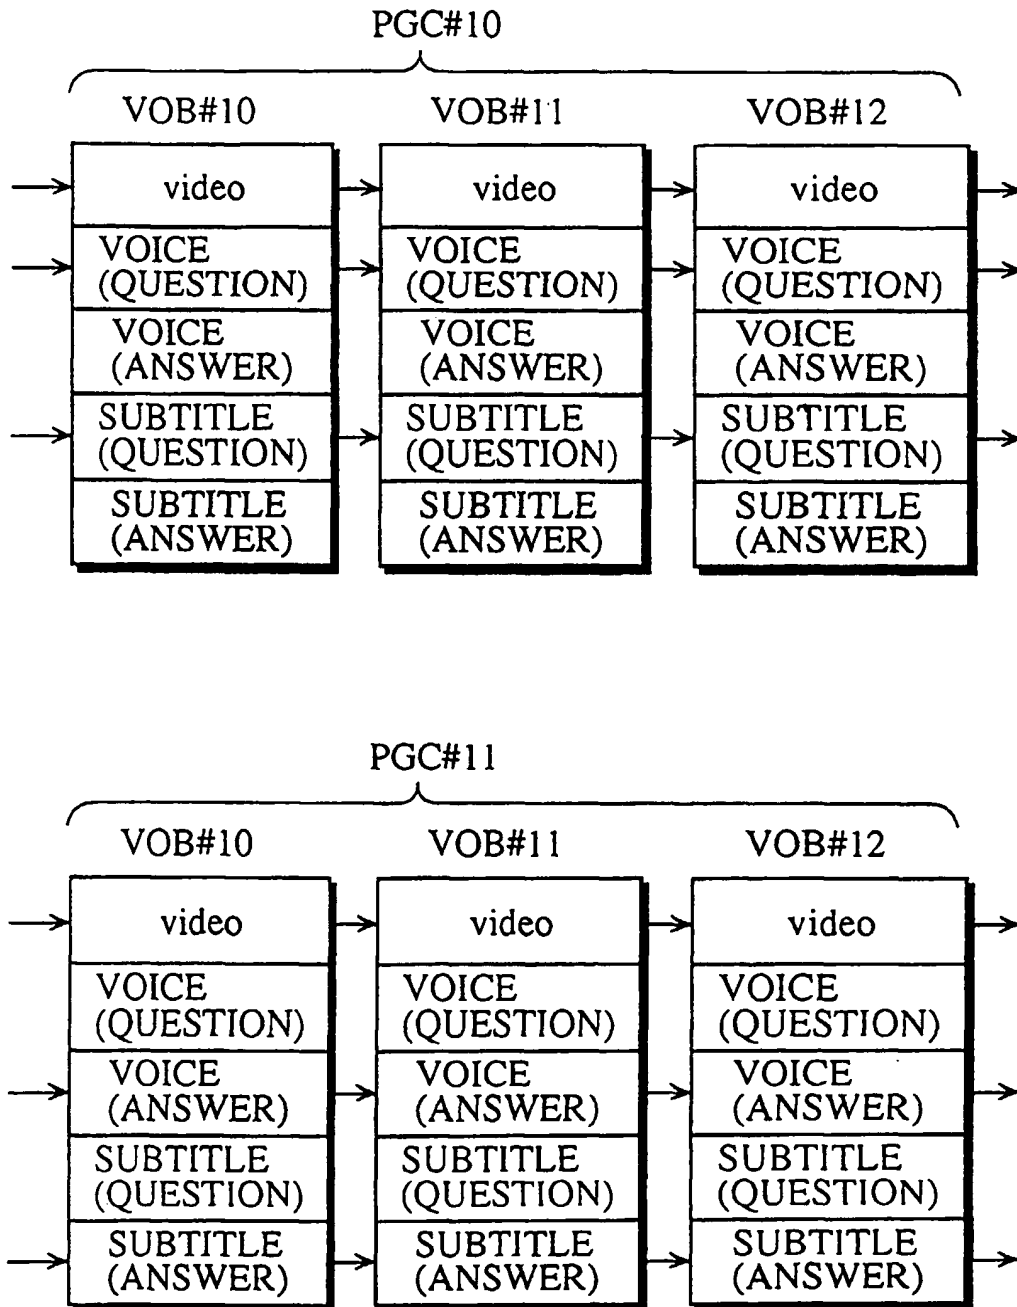 PGC#10
VOB#10 VOB#11 VOB#12
video video video
VOICE VOICE VOICE
(QUESTION) (QUESTION) (QUESTION)
VOICE VOICE VOICE
(ANSWER) (ANSWER) (ANSWER)
SUBTITLE SUBTITLE SUBTITLE
(QUESTION) (QUESTION) (QUESTION)
SUBTITLE SUBTITLE SUBTITLE
(ANSWER) (ANSWER) (ANSWER)
PGC#11
VOB#10 VOB#11 VOB#12
video video video
VOICE VOICE VOICE
(QUESTION) (QUESTION) (QUESTION)
VOICE VOICE VOICE
(ANSWER) (ANSWER) (ANSWER)
SUBTITLE SUBTITLE SUBTITLE
(QUESTION) (QUESTION) (QUESTION)
SUBTITLE SUBTITLE SUBTITLE
(ANSWER) (ANSWER) (ANSWER)